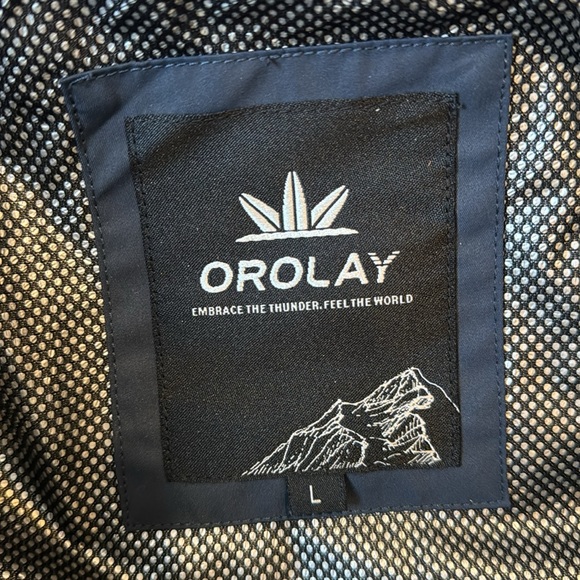 OROLAY
EMBRACE THE THUNDER.FEEL THE WORLD
L